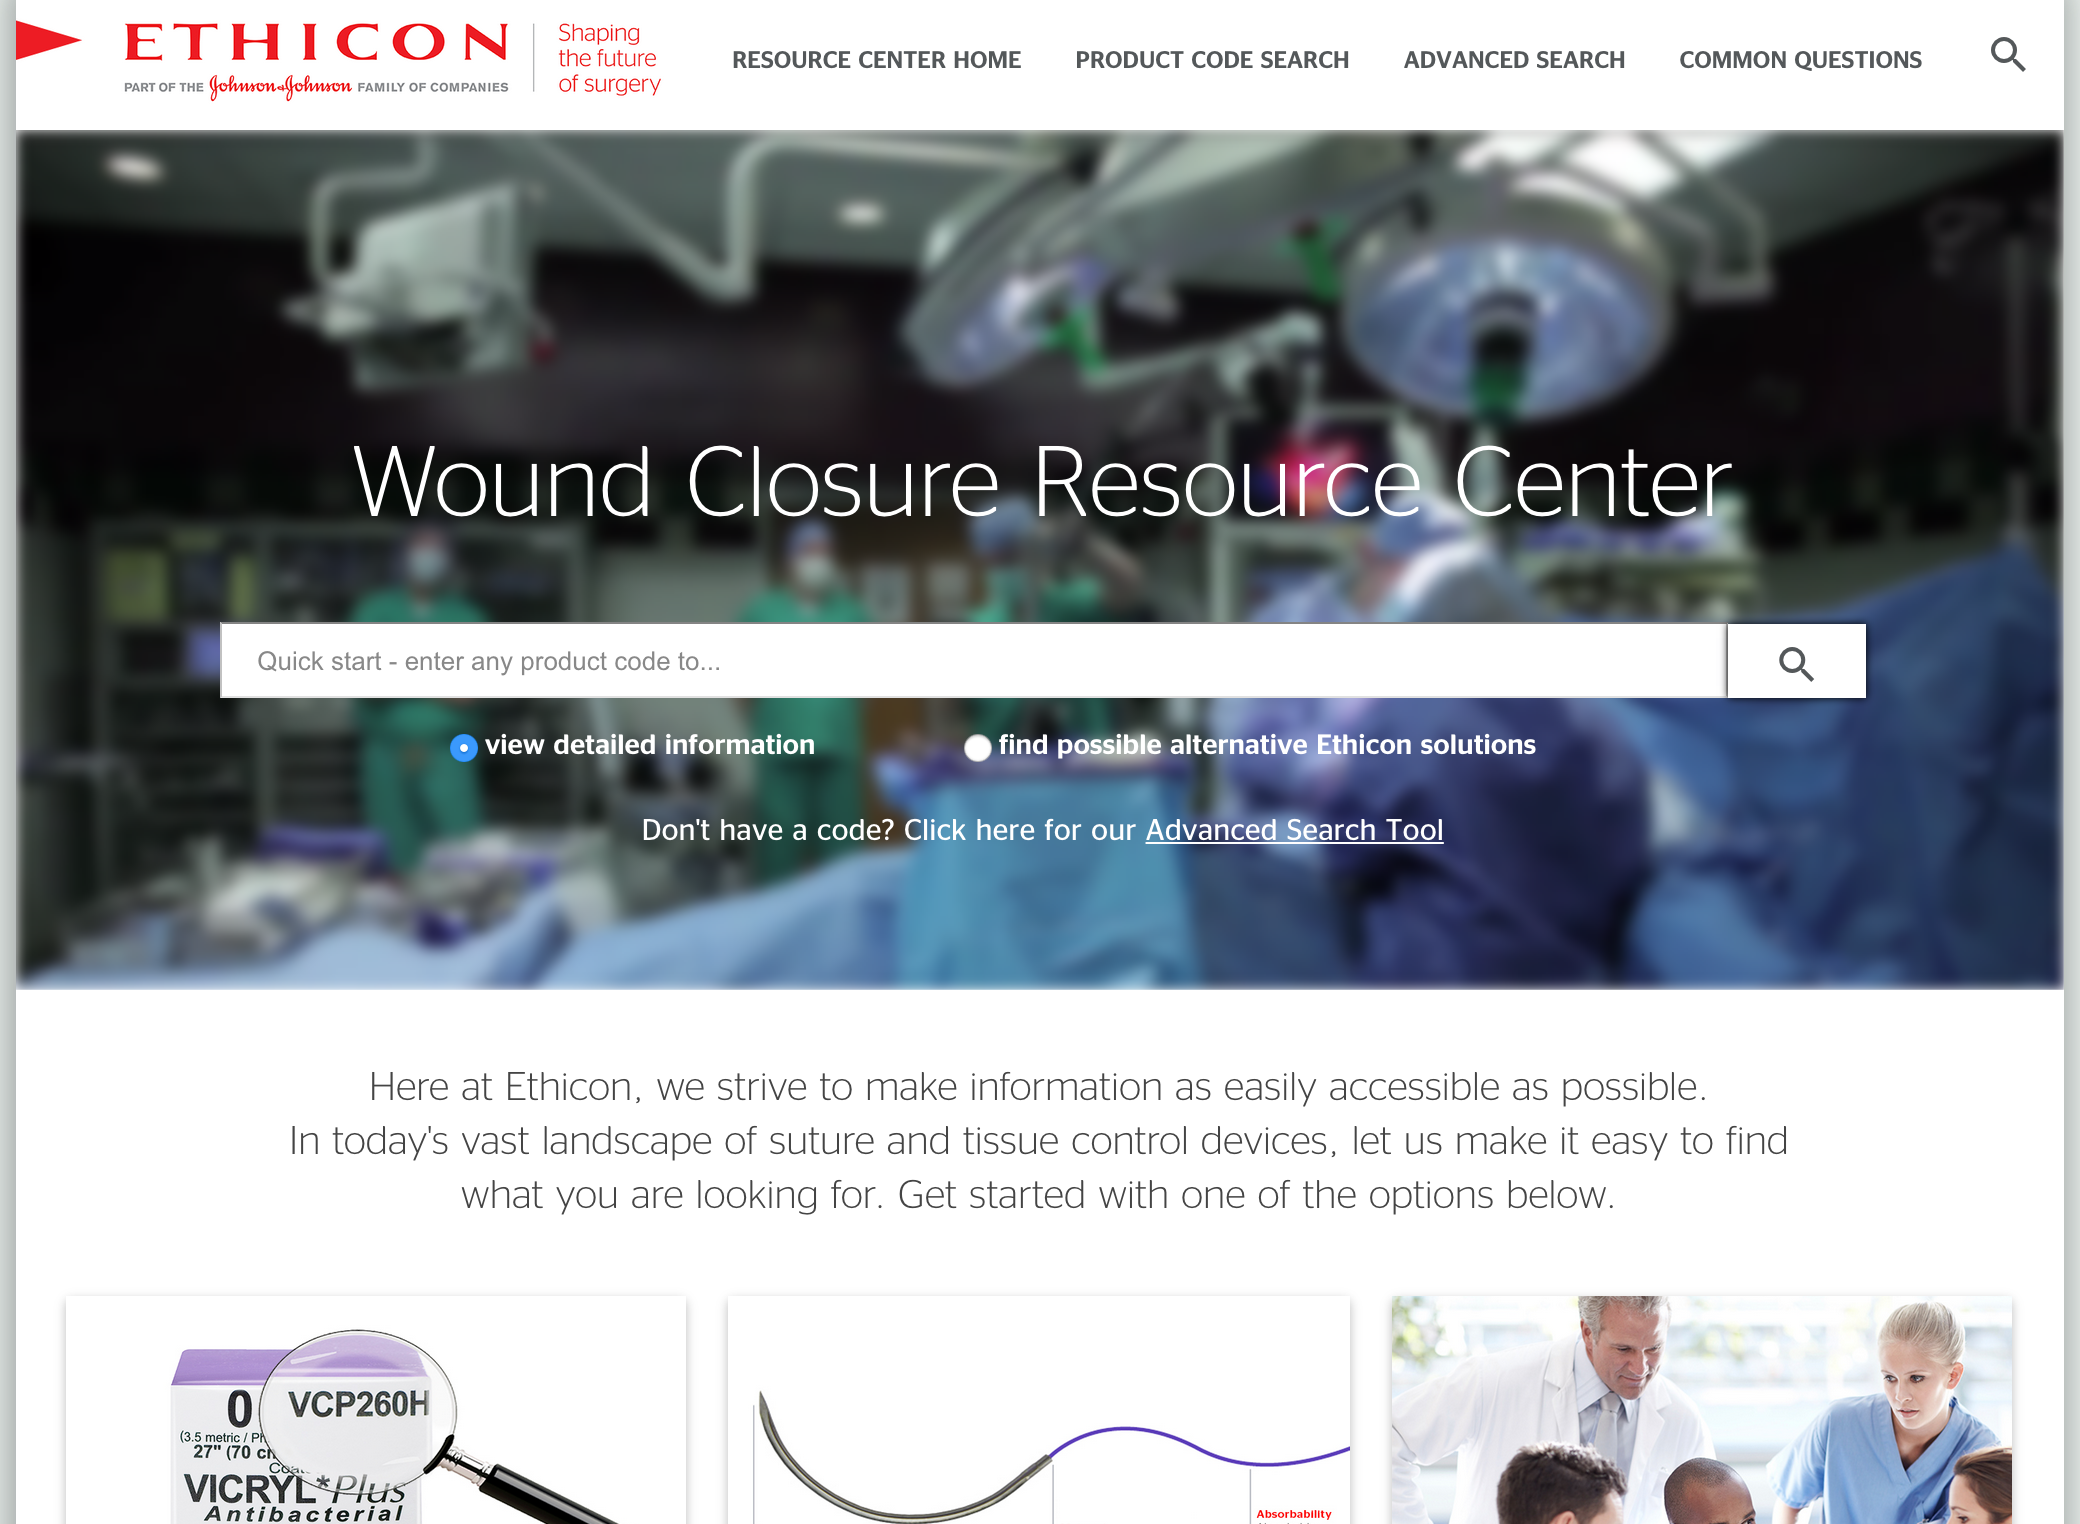 ETHICON
PART OF THE Johnson & Johnson FAMILY OF COMPANIES
Shaping
the future
of surgery
RESOURCE CENTER HOME
PRODUCT CODE SEARCH
ADVANCED SEARCH
COMMON QUESTIONS
Wound Closure Resource Center
Quick start - enter any product code to...
view detailed information
find possible alternative Ethicon solutions
Don't have a code? Click here for our Advanced Search Tool
Here at Ethicon, we strive to make information as easily accessible as possible.
In today's vast landscape of suture and tissue control devices, let us make it easy to find
what you are looking for. Get started with one of the options below.
0
VCP260H
(3.5 metric /
27" (70
VICRYL*Plus
Antibacterial
Absorbability